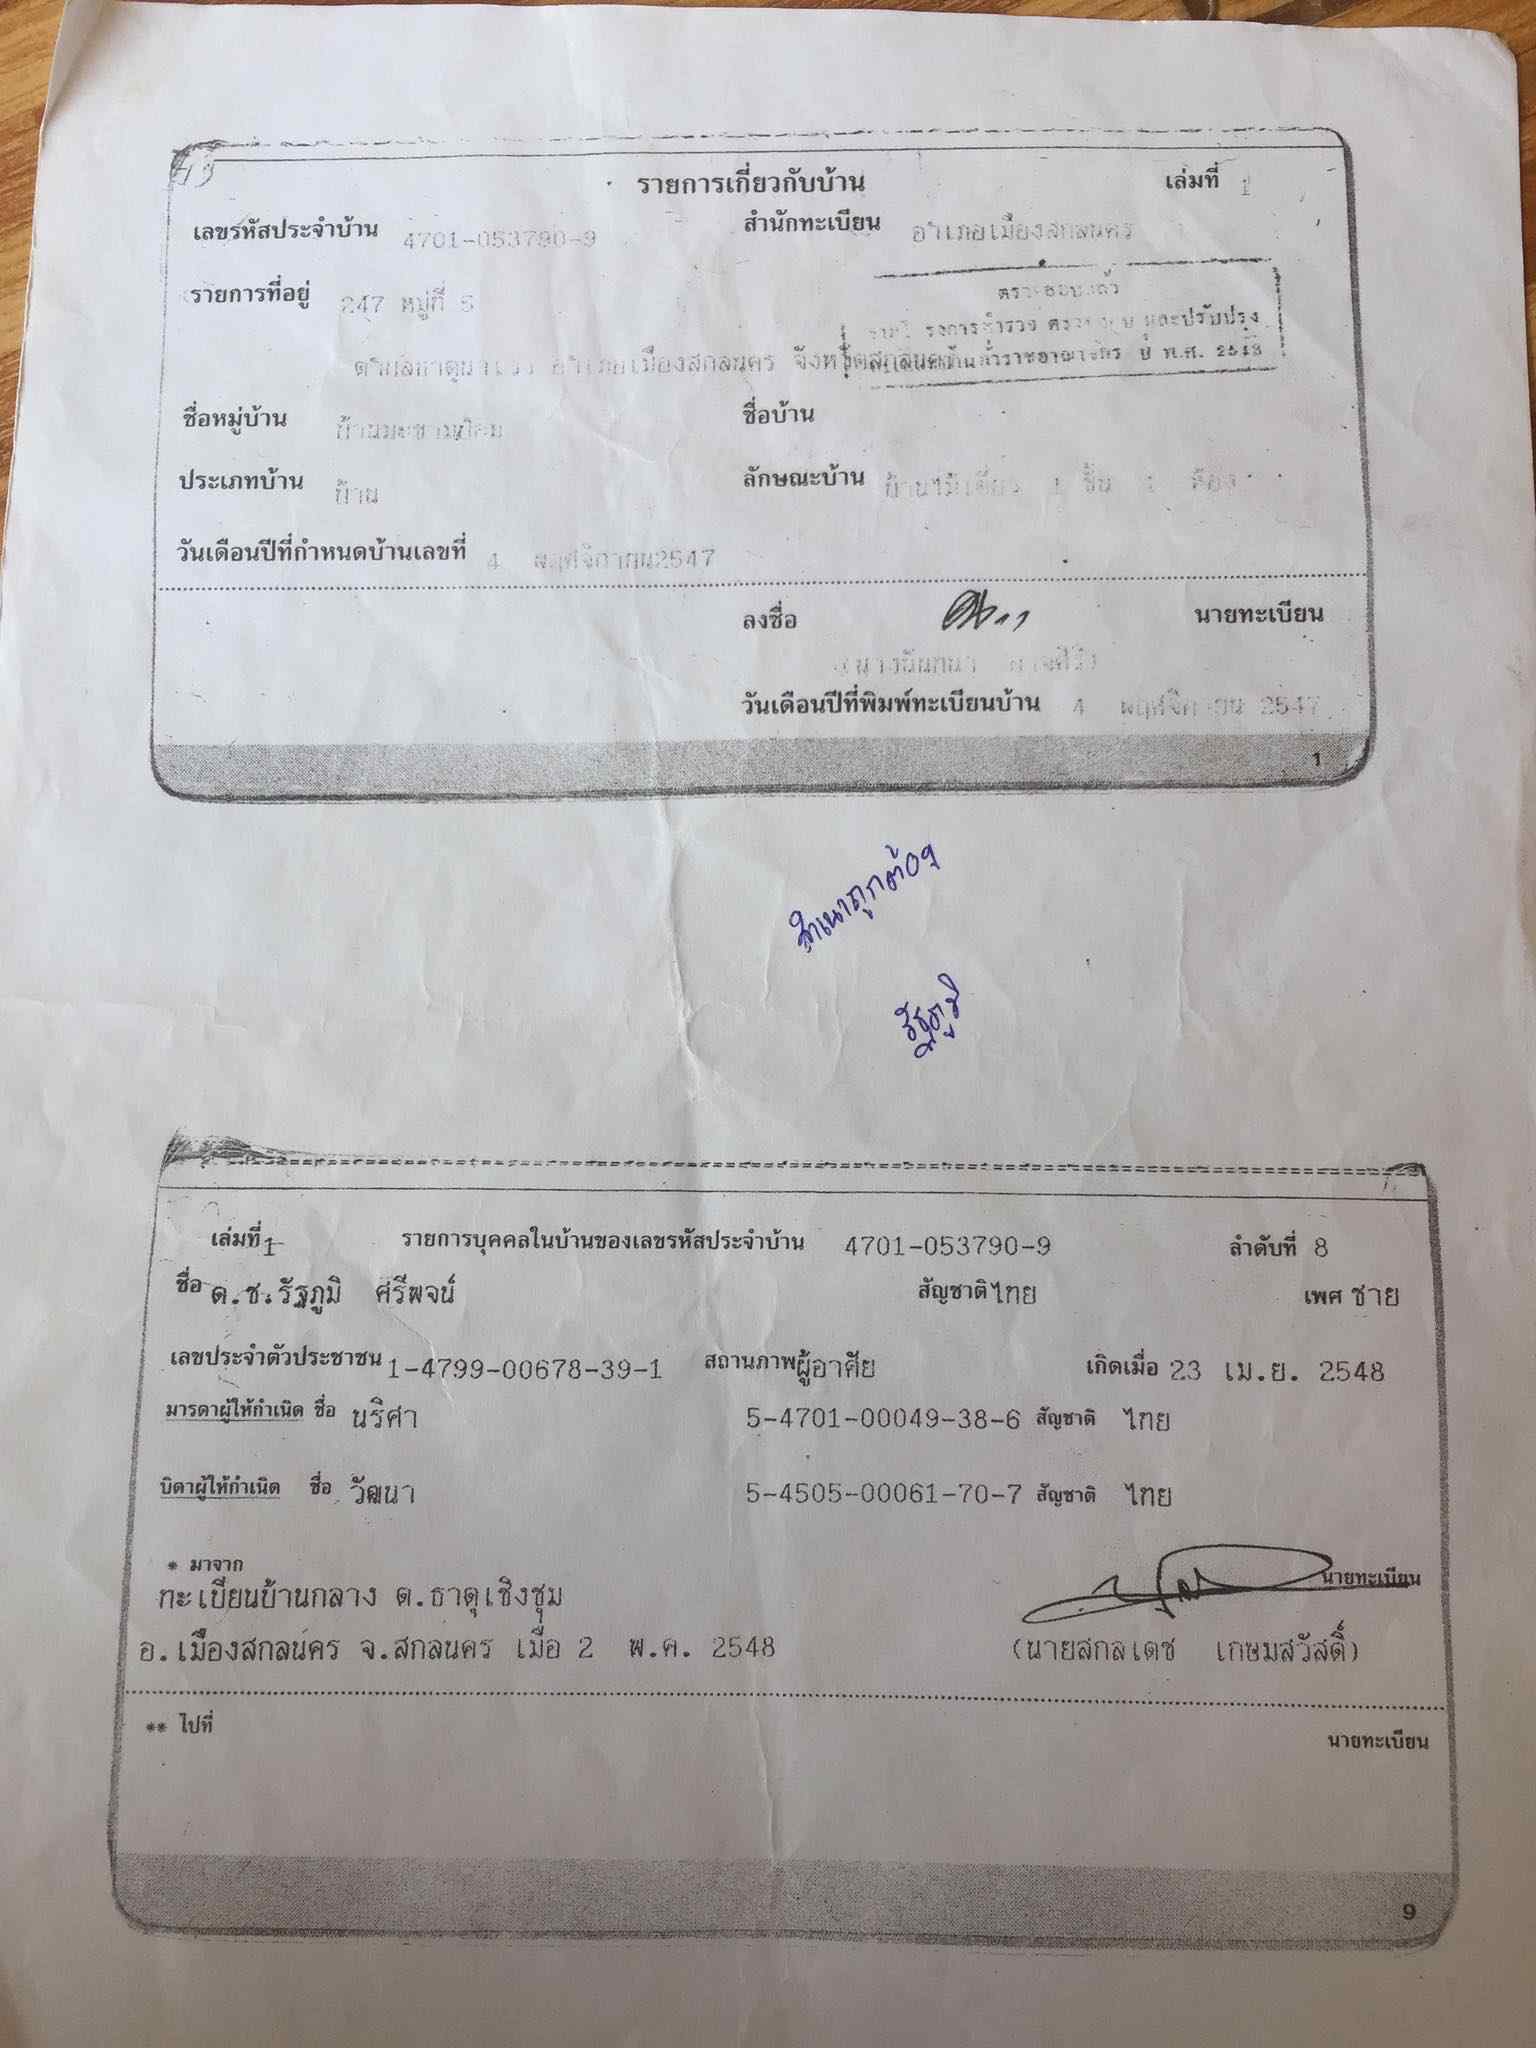 รายการเกี่ยวกับบ้าน เล่มที่ 1
เลขรหัสประจำบ้าน 4701-053790-9 สำนักทะเบียน อำเภอเมืองสกลนคร
รายการที่อยู่ 247 หมู่ที่ 5
ตรวจสอบแล้ว
การสำรวจ ตรวจสอบ และปรับปรุง
ทั่วราชอาณาจักร ปี พ.ศ.
อำเภอเมืองสกลนคร จังหวัดสกลนคร
ชื่อหมู่บ้าน ชื่อบ้าน
ประเภทบ้าน บ้าน ลักษณะบ้าน บ้านไม้เดี่ยว 1 ชั้น
วันเดือนปีที่กำหนดบ้านเลขที่ 4 พฤศจิกายน2547
ลงชื่อ นายทะเบียน
วันเดือนปีที่พิมพ์ทะเบียนบ้าน 4 พฤศจิกายน 2547
1
สำเนาถูกต้อง
รัฐภูมิ
เล่มที่ 1 รายการบุคคลในบ้านของเลขรหัสประจำบ้าน 4701-053790-9 ลำดับที่ 8
ชื่อ ด.ช.รัฐภูมิ ศรีพจน์ สัญชาติ ไทย เพศ ชาย
เลขประจำตัวประชาชน 1-4799-00678-39-1 สถานภาพ ผู้อาศัย เกิดเมื่อ 23 เม.ย. 2548
มารดาผู้ให้กำเนิด ชื่อ นริศา 5-4701-00049-38-6 สัญชาติ ไทย
บิดาผู้ให้กำเนิด ชื่อ วัฒนา 5-4505-00061-70-7 สัญชาติ ไทย
* มาจาก
ทะเบียนบ้านกลาง ต.ธาตุเชิงชุม นายทะเบียน
อ.เมืองสกลนคร จ.สกลนคร เมื่อ 2 พ.ค. 2548 (นายสกลเดช เกษมสวัสดิ์)
** ไปที่ นายทะเบียน
9